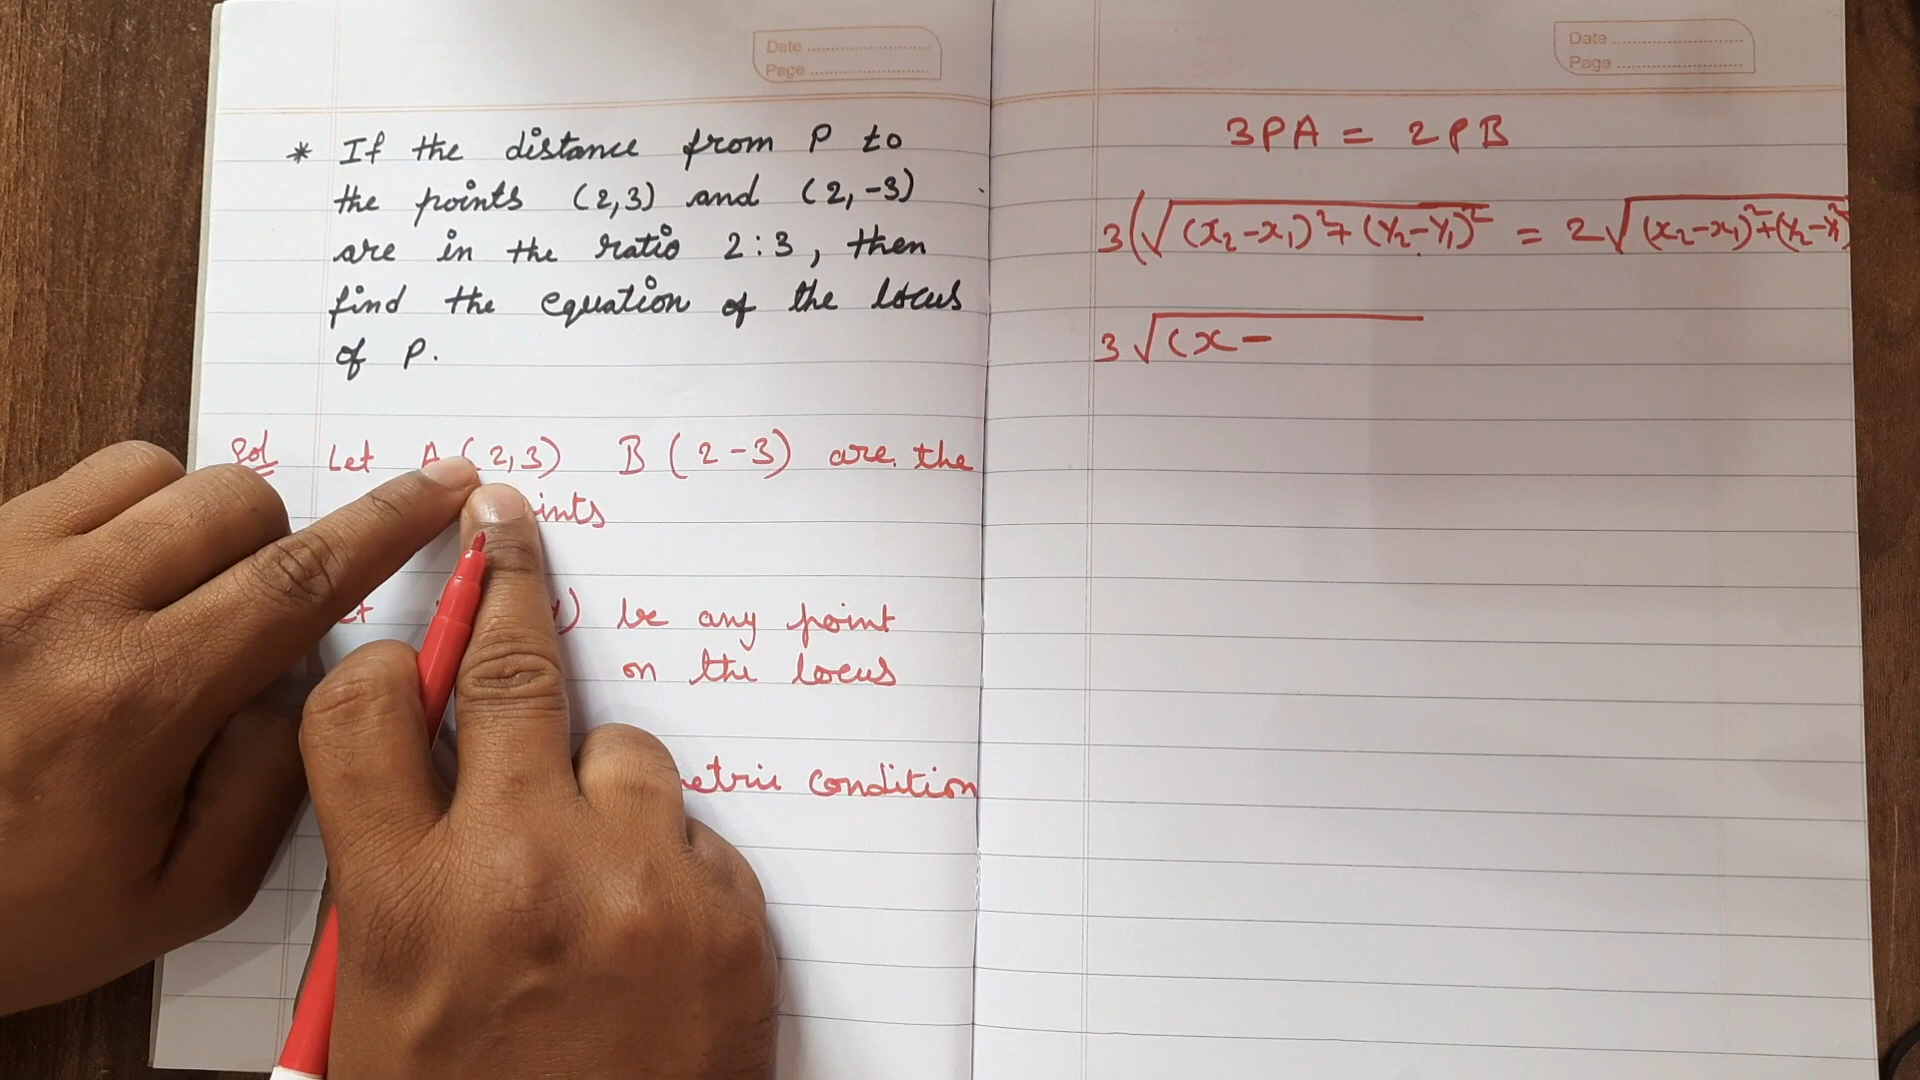 Date
Page
* If the distance from P to
the points (2,3) and (2,-3)
are in the ratio 2:3, then
find the equation of the locus
of P.
Sol Let A(2,3) B(2-3) are the
be any point
on the locus
condition
Date
Page
3PA = 2PB
3(√(x₂-x₁)²+(y₂-y₁)² = 2√(x₂-x₁)²+(y₂-y₁)²
3√(x-